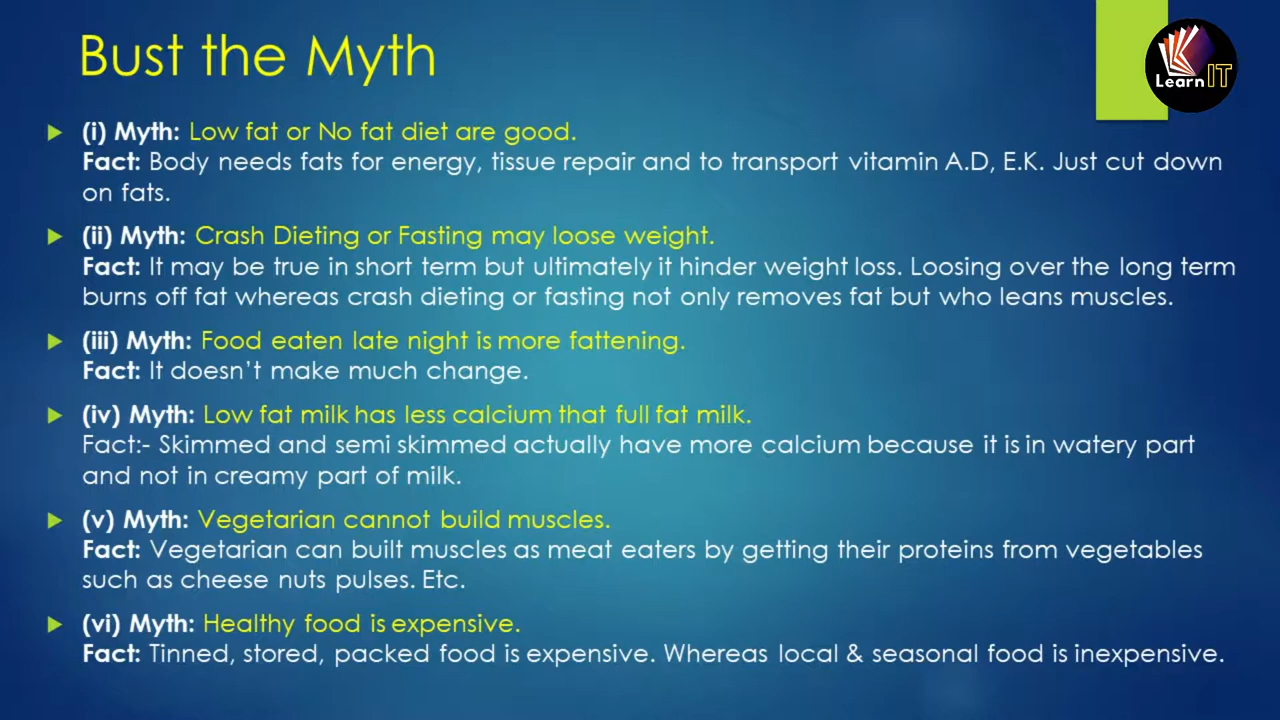 Bust the Myth
Learn IT
(i) Myth: Low fat or No fat diet are good.
Fact: Body needs fats for energy, tissue repair and to transport vitamin A.D, E.K. Just cut down
on fats.
(ii) Myth: Crash Dieting or Fasting may loose weight.
Fact: It may be true in short term but ultimately it hinder weight loss. Loosing over the long term
burns off fat whereas crash dieting or fasting not only removes fat but who leans muscles.
(iii) Myth: Food eaten late night is more fattening.
Fact: It doesn’t make much change.
(iv) Myth: Low fat milk has less calcium that full fat milk.
Fact:- Skimmed and semi skimmed actually have more calcium because it is in watery part
and not in creamy part of milk.
(v) Myth: Vegetarian cannot build muscles.
Fact: Vegetarian can built muscles as meat eaters by getting their proteins from vegetables
such as cheese nuts pulses. Etc.
(vi) Myth: Healthy food is expensive.
Fact: Tinned, stored, packed food is expensive. Whereas local & seasonal food is inexpensive.